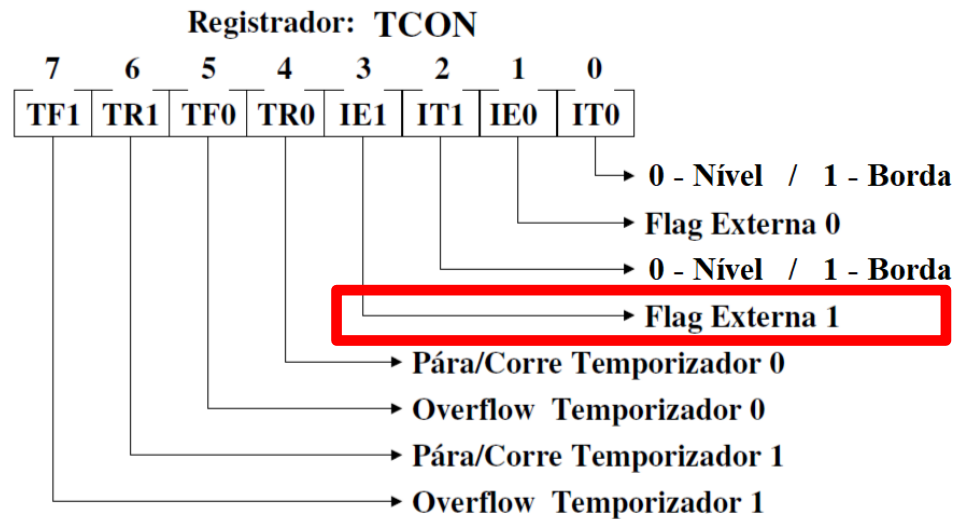 Registrador: TCON
7 6 5 4 3 2 1 0
TF1 TR1 TF0 TR0 IE1 IT1 IE0 IT0
0 - Nível / 1 - Borda
Flag Externa 0
0 - Nível / 1 - Borda
Flag Externa 1
Pára/Corre Temporizador 0
Overflow Temporizador 0
Pára/Corre Temporizador 1
Overflow Temporizador 1